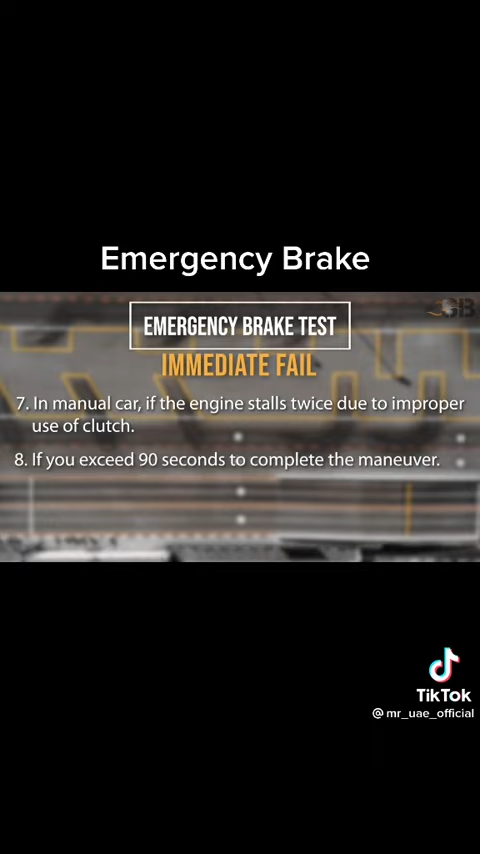 Emergency Brake
EMERGENCY BRAKE TEST
IMMEDIATE FAIL
7. In manual car, if the engine stalls twice due to improper
use of clutch.
8. If you exceed 90 seconds to complete the maneuver.
TikTok
@mr_uae_official